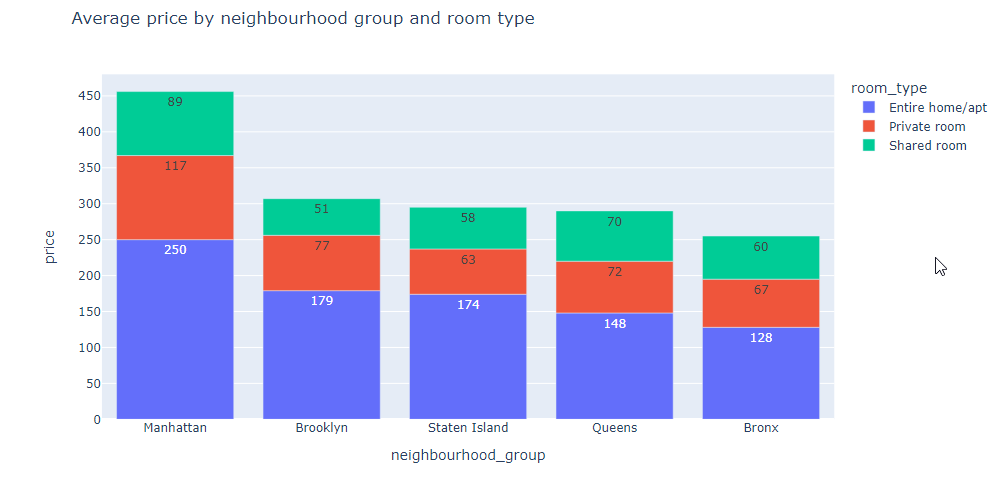 Average price by neighbourhood group and room type
room_type
Entire home/apt
Private room
Shared room
price
450
400
350
300
250
200
150
100
50
0
89
117
250
51
77
179
58
63
174
70
72
148
60
67
128
Manhattan
Brooklyn
Staten Island
Queens
Bronx
neighbourhood_group